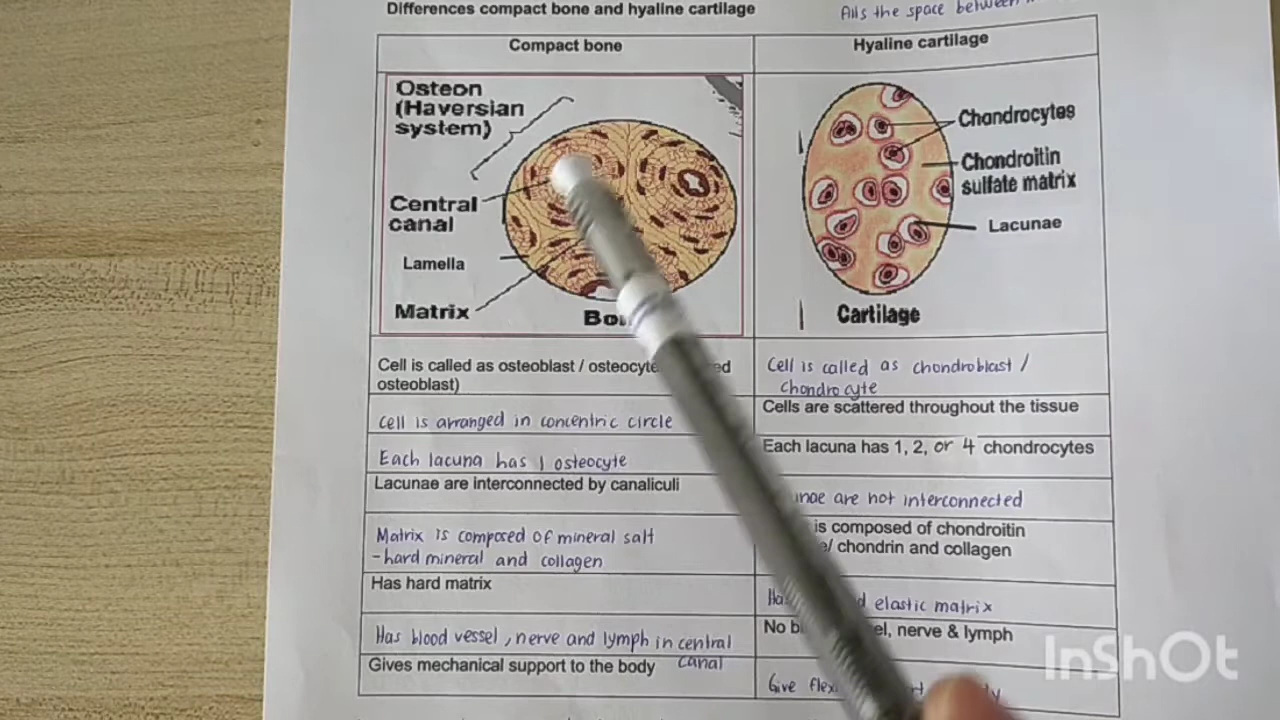 Differences compact bone and hyaline cartilage
fills the space between
Compact bone
Hyaline cartilage
Osteon
(Haversian
system)
Central
canal
Lamella
Matrix
Chondrocytes
Chondroitin
sulfate matrix
Lacunae
Cartilage
Cell is called as osteoblast / osteocyte
osteoblast)
Cell is called as chondroblast /
chondrocyte
Cell is arranged in concentric circle
Cells are scattered throughout the tissue
Each lacuna has 1 osteocyte
Each lacuna has 1, 2, or 4 chondrocytes
Lacunae are interconnected by canaliculi
are not interconnected
Matrix is composed of mineral salt
-hard mineral and collagen
is composed of chondroitin
/ chondrin and collagen
Has hard matrix
elastic matrix
Has blood vessel, nerve and lymph in central
canal
No nerve & lymph
Gives mechanical support to the body
Give
InShOt